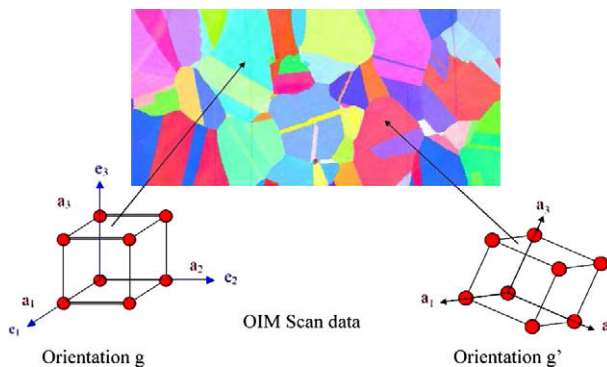 e3
a3
a2
a1
e2
e1
Orientation g
OIM Scan data
a3
a1
a
Orientation g’